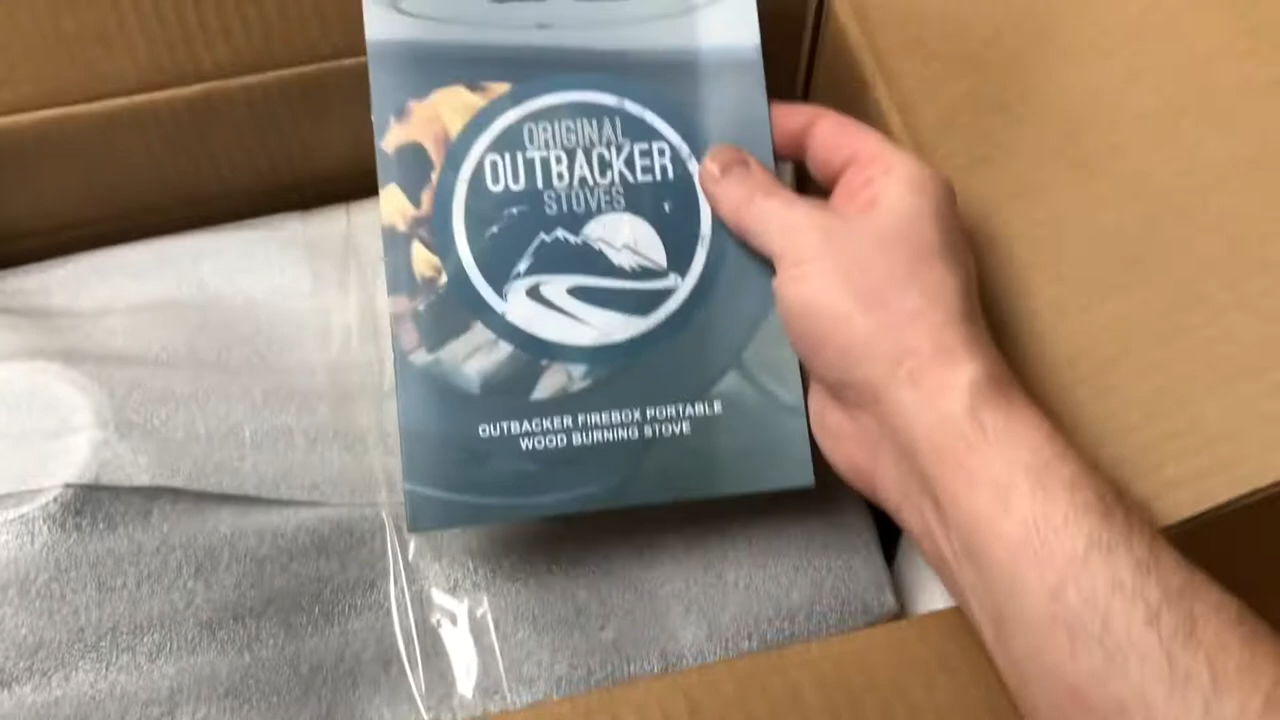 ORIGINAL
OUTBACKER
STOVES
OUTBACKER FIREBOX PORTABLE
WOOD BURNING STOVE